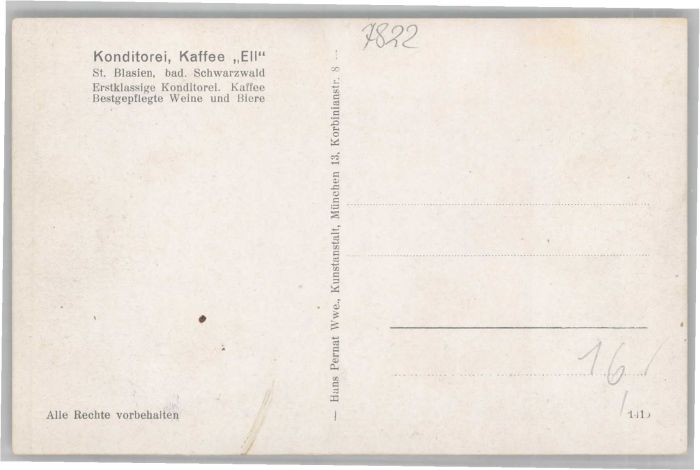 7822
Konditorei, Kaffee „Ell“
St. Blasien, bad. Schwarzwald
Erstklassige Konditorei. Kaffee
Bestgepflegte Weine und Biere
Hans Pernat Wwe., Kunstanstalt, München 13, Korbinianstr. 8
16
Alle Rechte vorbehalten